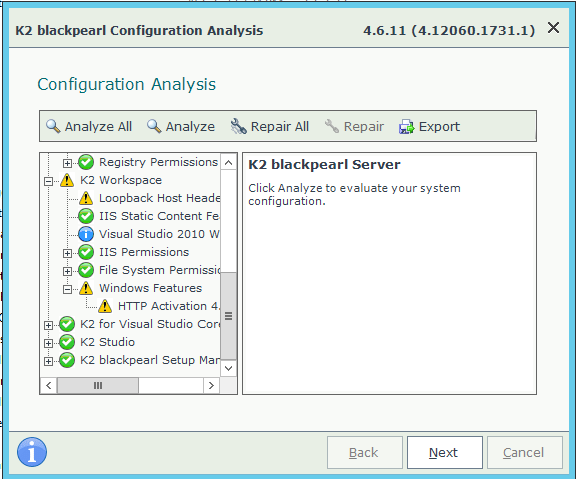 K2 blackpearl Configuration Analysis 4.6.11 (4.12060.1731.1)
Configuration Analysis
Analyze All Analyze Repair All Repair Export
Registry Permissions
K2 Workspace
Loopback Host Heade
IIS Static Content Fe
Visual Studio 2010 W
IIS Permissions
File System Permissio
Windows Features
HTTP Activation 4.
K2 for Visual Studio Cor
K2 Studio
K2 blackpearl Setup Mar
K2 blackpearl Server
Click Analyze to evaluate your system
configuration.
Back Next Cancel